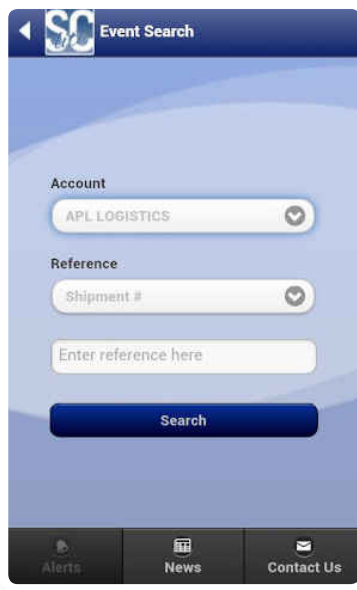 SC Event Search
Account
APL LOGISTICS
Reference
Shipment #
Enter reference here
Search
Alerts
News
Contact Us